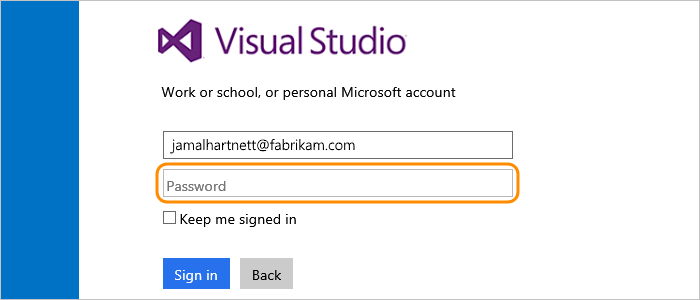 Visual Studio
Work or school, or personal Microsoft account
jamalhartnett@fabrikam.com
Password
Keep me signed in
Sign in Back